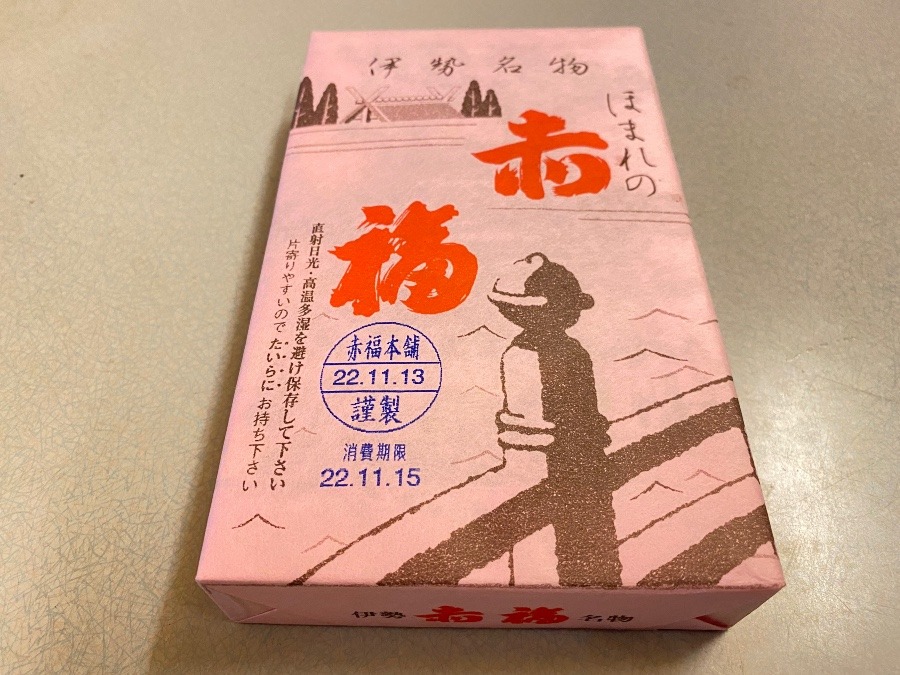 伊勢名物
ほまれの
赤
福
直射日光・高温多湿を避け保存して下さい
片寄りやすいのでたいらにお持ち下さい
赤福本舗
22.11.13
謹製
消費期限
22.11.15
伊勢 赤福 名物